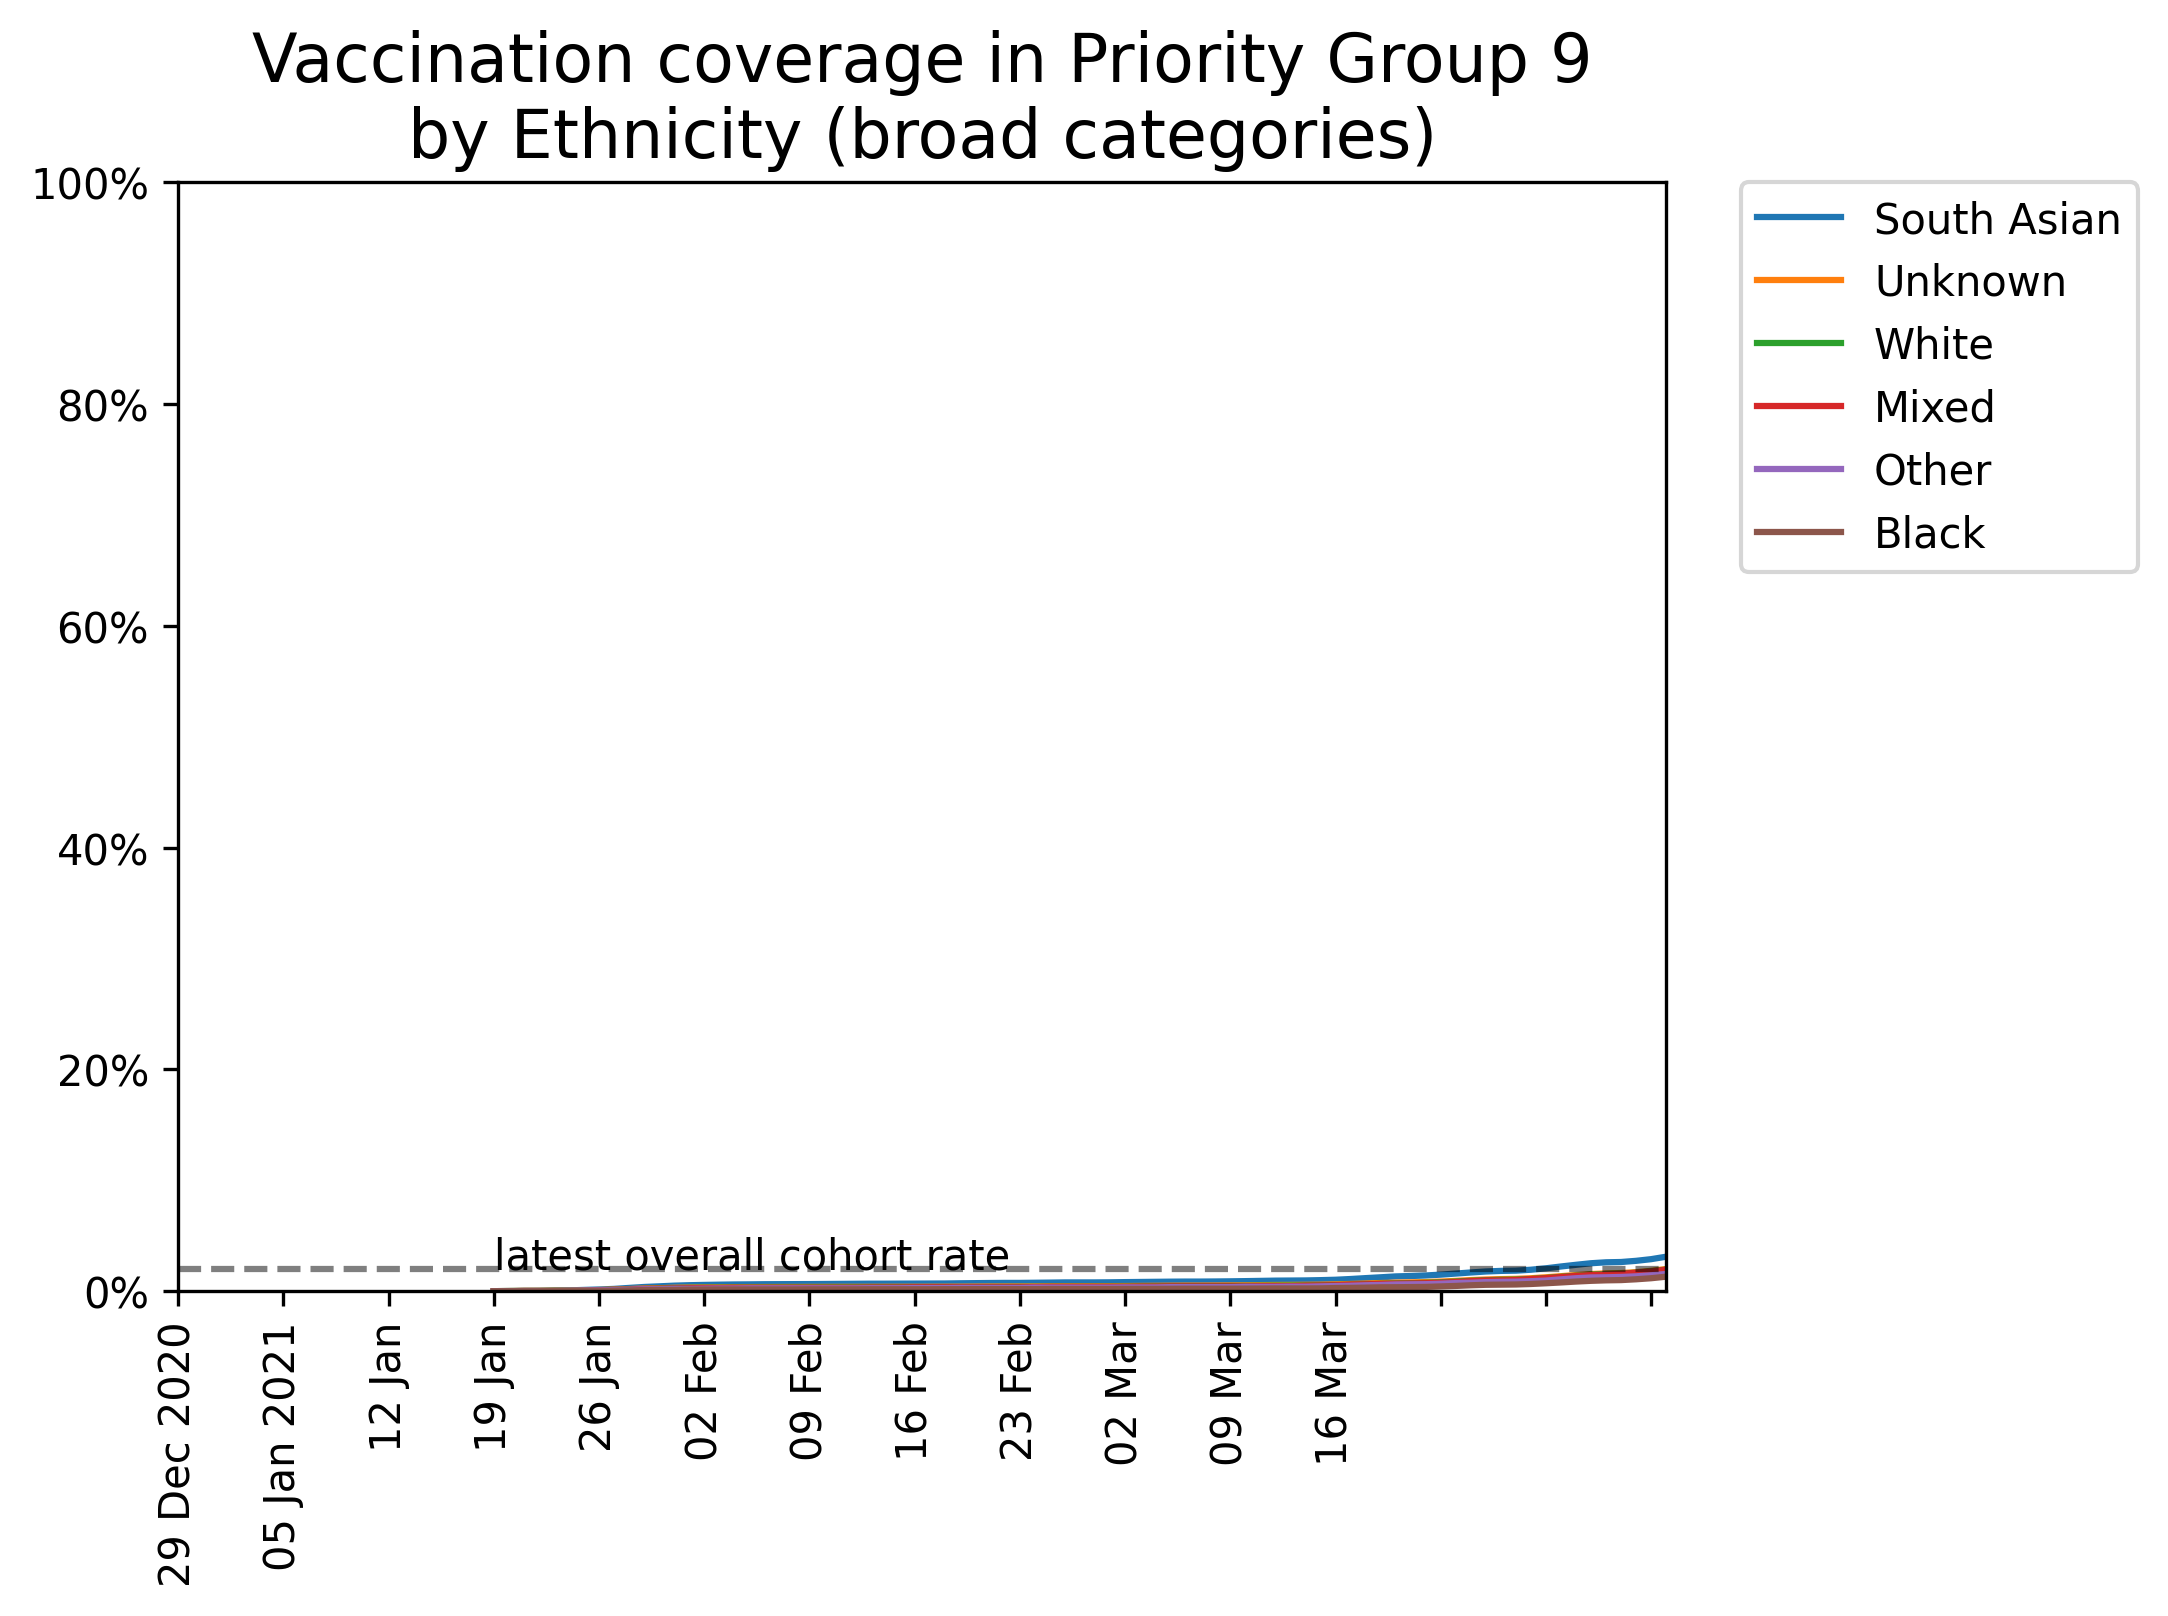 Vaccination coverage in Priority Group 9
by Ethnicity (broad categories)
100%
80%
60%
40%
20%
0%
latest overall cohort rate
29 Dec 2020
05 Jan 2021
12 Jan
19 Jan
26 Jan
02 Feb
09 Feb
16 Feb
23 Feb
02 Mar
09 Mar
16 Mar
South Asian
Unknown
White
Mixed
Other
Black